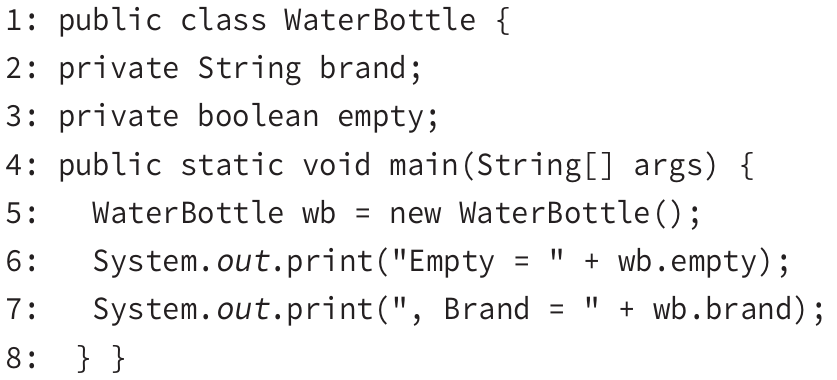 1: public class WaterBottle {
2: private String brand;
3: private boolean empty;
4: public static void main(String[] args) {
5:   WaterBottle wb = new WaterBottle();
6:   System.out.print("Empty = " + wb.empty);
7:   System.out.print(", Brand = " + wb.brand);
8:  } }